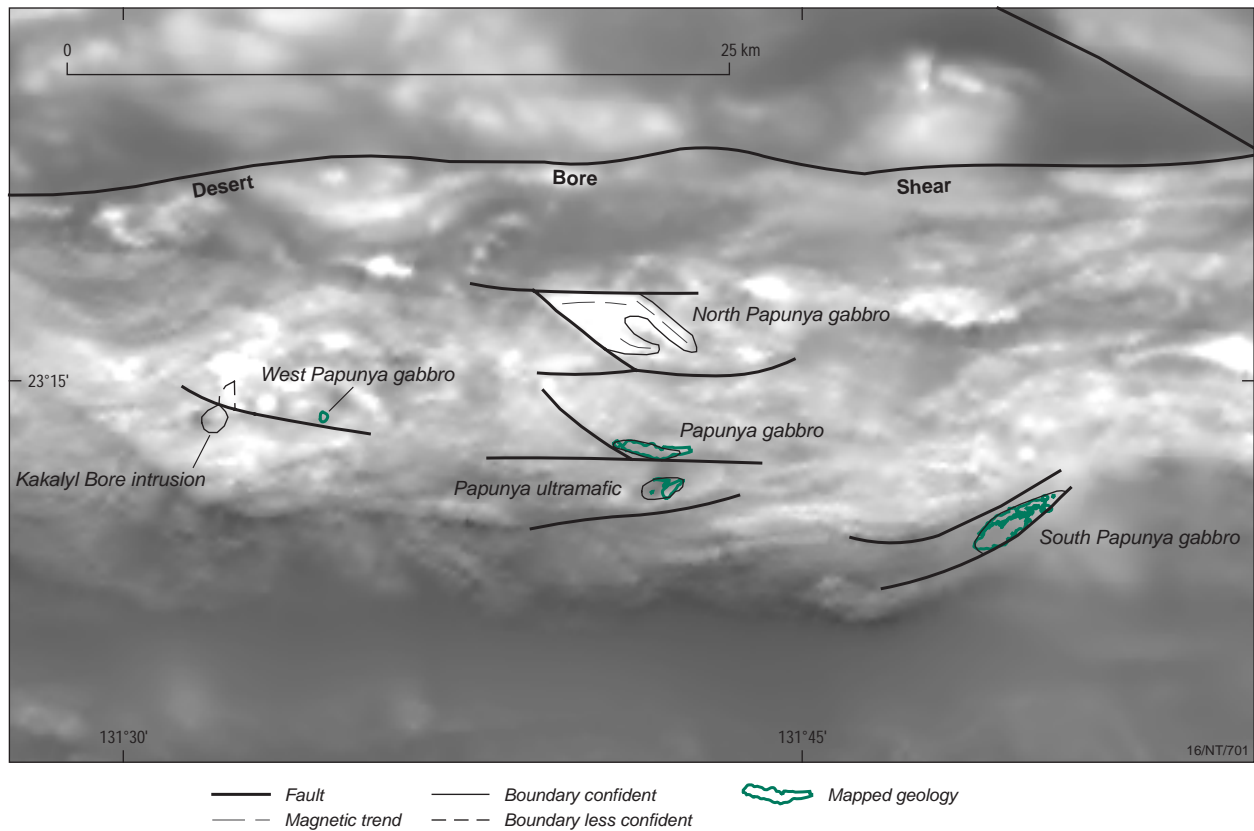 0
25 km
Desert
Bore
Shear
North Papunya gabbro
23°15'
West Papunya gabbro
Papunya gabbro
Kakalyl Bore intrusion
Papunya ultramafic
South Papunya gabbro
131°30'
131°45'
16/NT/701
Fault
Boundary confident
Mapped geology
Magnetic trend
Boundary less confident